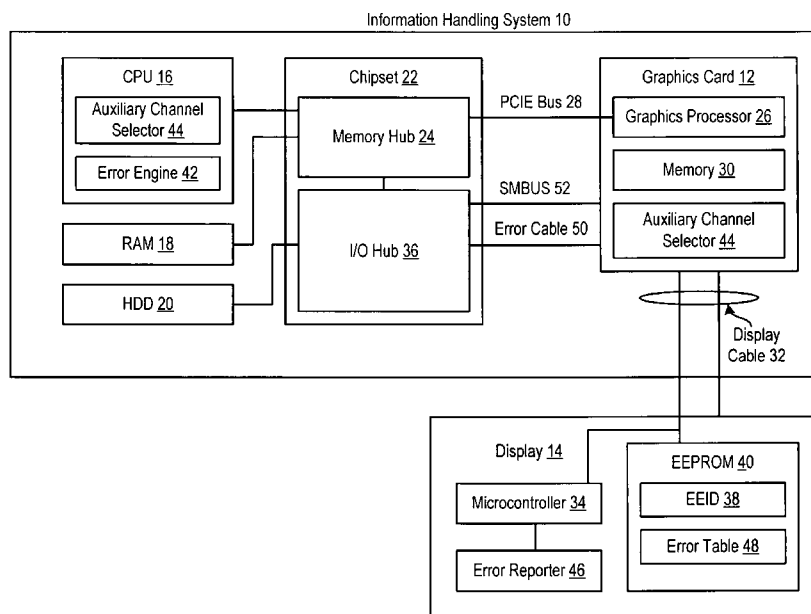 Information Handling System 10
CPU 16
Auxiliary Channel
Selector 44
Error Engine 42
RAM 18
HDD 20
Chipset 22
Memory Hub 24
I/O Hub 36
PCIE Bus 28
SMBUS 52
Error Cable 50
Graphics Card 12
Graphics Processor 26
Memory 30
Auxiliary Channel
Selector 44
Display
Cable 32
Display 14
Microcontroller 34
Error Reporter 46
EEPROM 40
EEID 38
Error Table 48